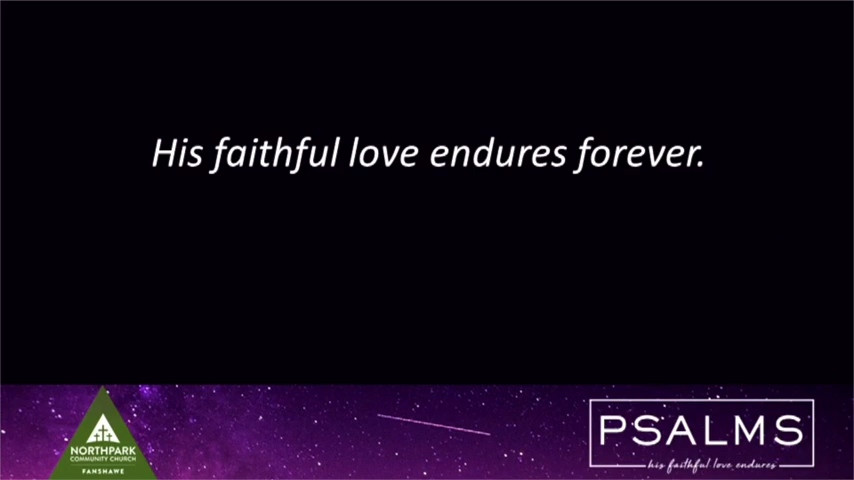 His faithful love endures forever.
NORTHPARK
COMMUNITY CHURCH
FANSHAWE
PSALMS
his faithful love endures